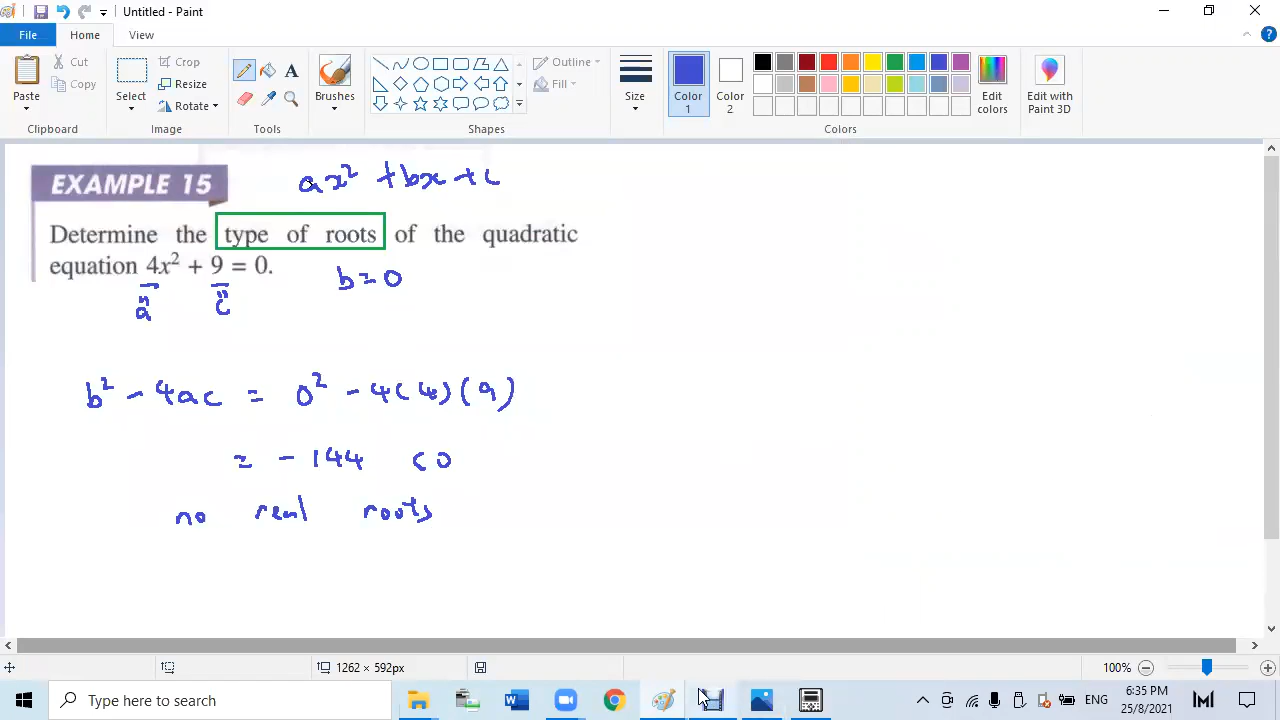 Untitled - Paint
File Home View
Paste
Cut
Copy
Clipboard
Select
Crop
Resize
Rotate
Image
Tools
Brushes
Shapes
Outline
Fill
Size
Color 1
Color 2
Edit colors
Edit with Paint 3D
Colors
EXAMPLE 15
ax² + bx + c
Determine the type of roots of the quadratic
equation 4x² + 9 = 0.
b = 0
a c
b² - 4ac = 0² - 4(4)(9)
= -144 < 0
no real roots
1262 × 592px
100%
Type here to search
6:35 PM
25/8/2021